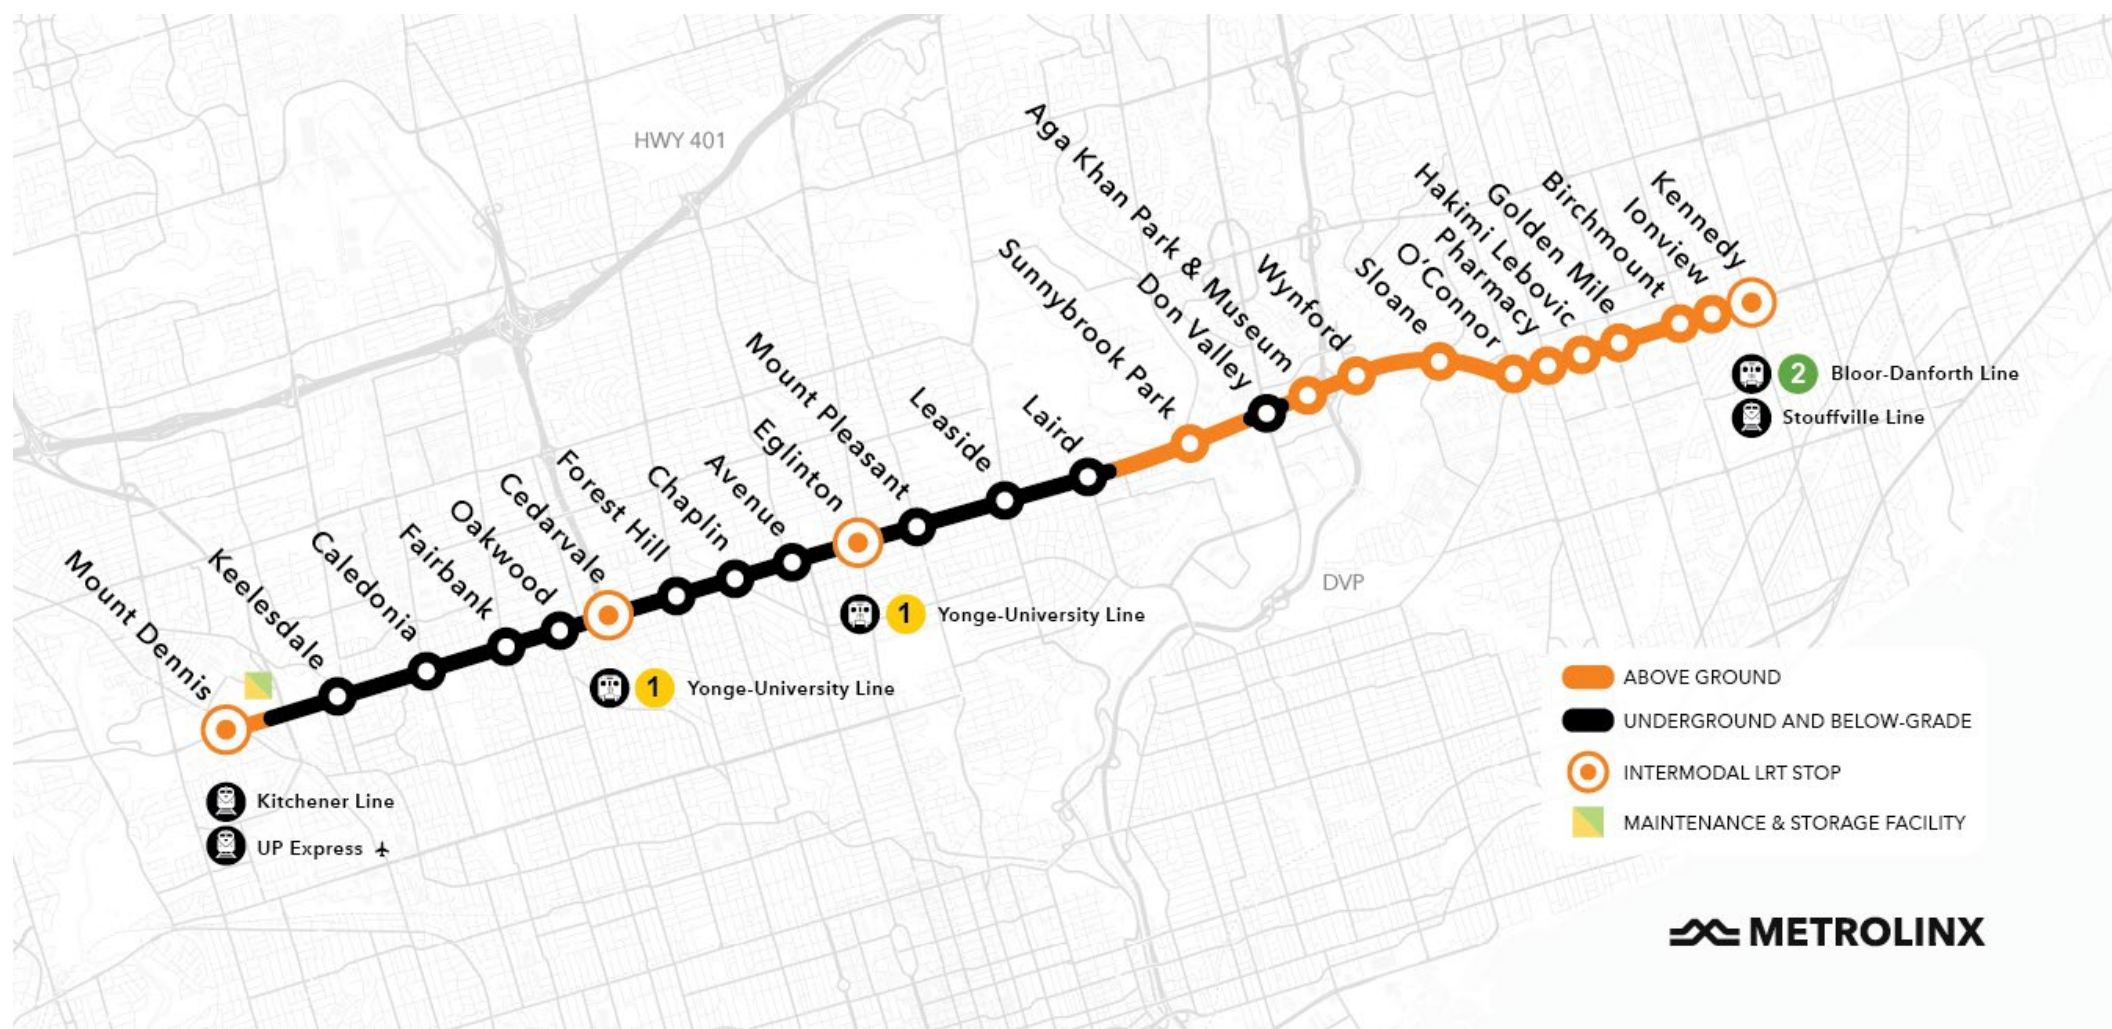 HWY 401
Mount Dennis
Keelesdale
Caledonia
Fairbank
Oakwood
Cedarvale
Forest Hill
Chaplin
Avenue
Eglinton
Mount Pleasant
Leaside
Laird
Sunnybrook Park
Don Valley
Aga Khan Park & Museum
Wynford
Sloane
O'Connor
Pharmacy
Hakimi Lebovic
Golden Mile
Birchmount
Ionview
Kennedy
2 Bloor-Danforth Line
Stouffville Line
DVP
1 Yonge-University Line
1 Yonge-University Line
Kitchener Line
UP Express
ABOVE GROUND
UNDERGROUND AND BELOW-GRADE
INTERMODAL LRT STOP
MAINTENANCE & STORAGE FACILITY
METROLINX